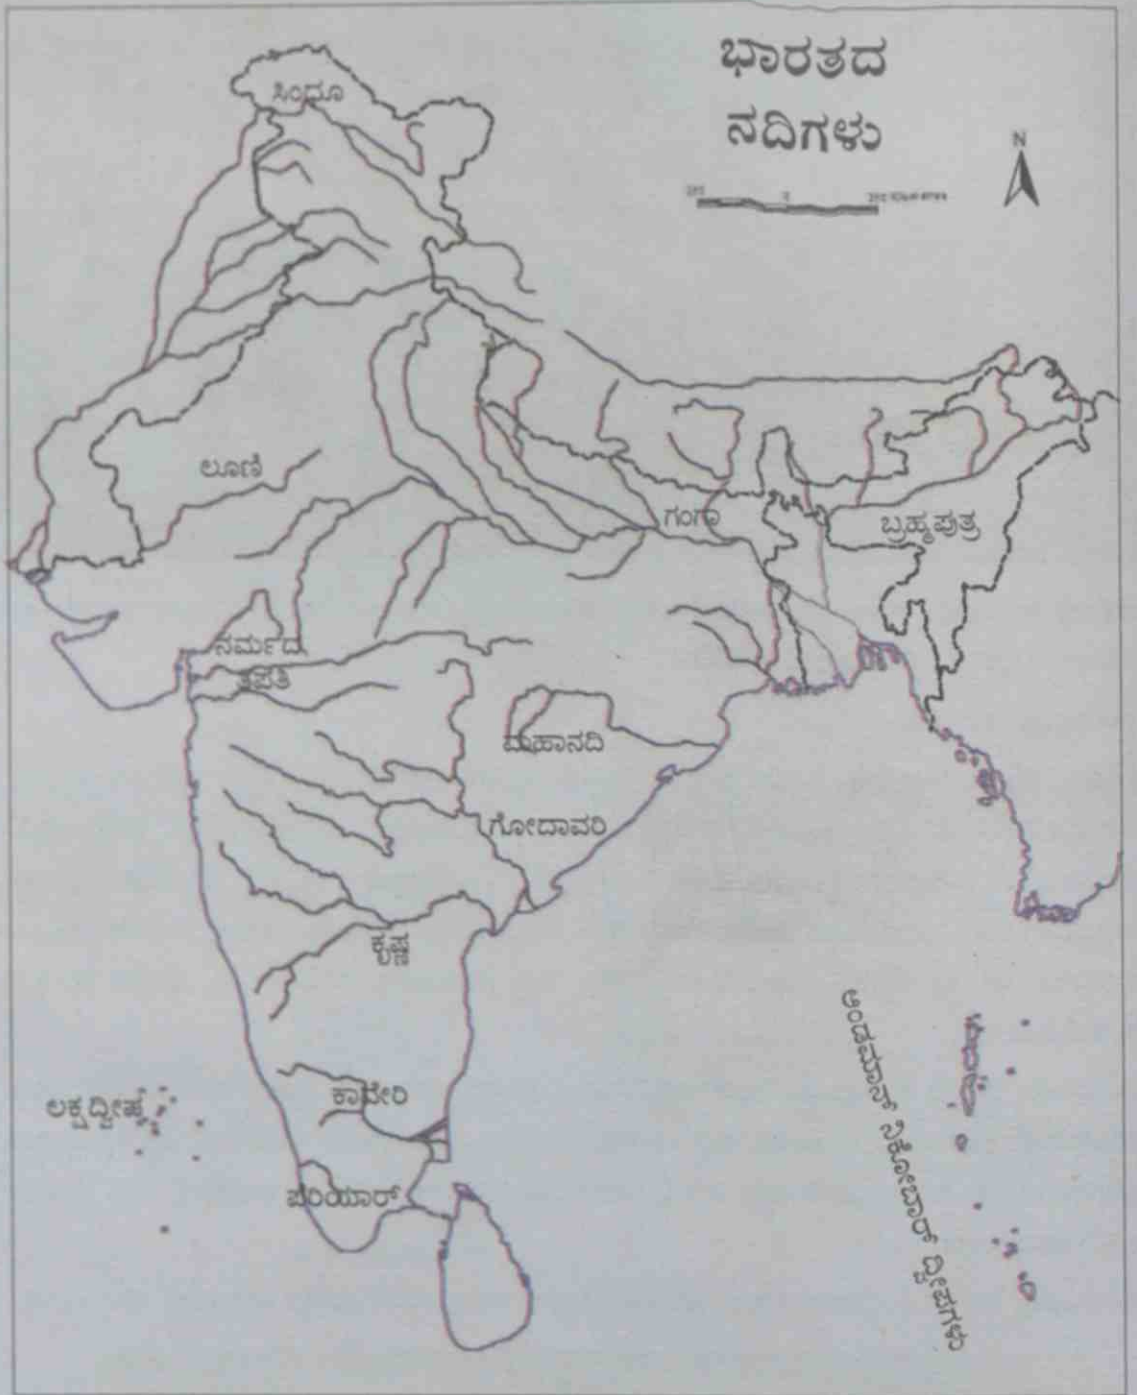 ಭಾರತದ
ನದಿಗಳು
N
ಸಿಂಧೂ
ಲೂಣಿ
ಗಂಗಾ
ಬ್ರಹ್ಮಪುತ್ರ
ನರ್ಮದಾ
ತಪತಿ
ಮಹಾನದಿ
ಗೋದಾವರಿ
ಕೃಷ್ಣ
ಕಾವೇರಿ
ಲಕ್ಷದ್ವೀಪ
ಪೆರಿಯಾರ್
ಅಂಡಮಾನ್ ನಿಕೋಬಾರ್ ದ್ವೀಪಗಳು